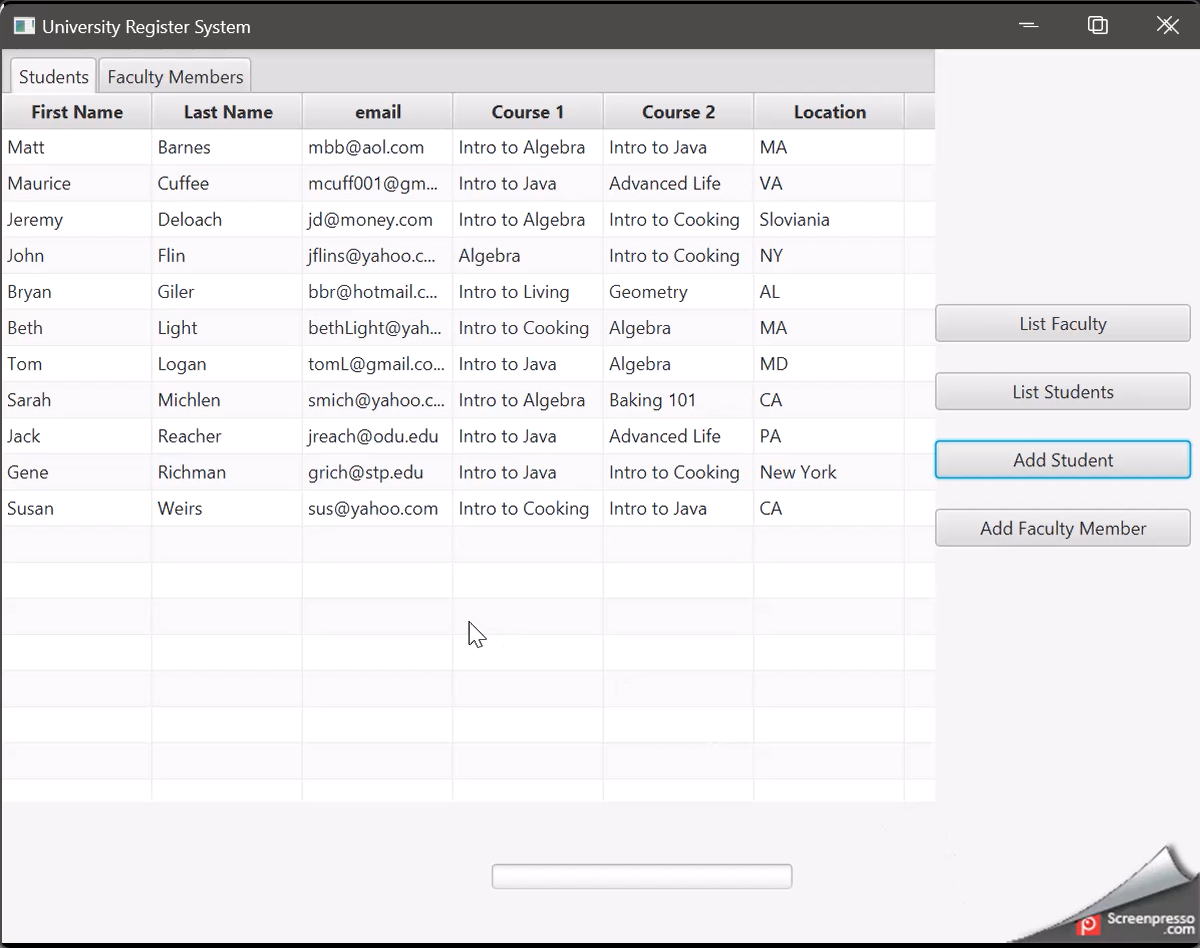 University Register System
Students Faculty Members
First Name Last Name email Course 1 Course 2 Location
Matt Barnes mbb@aol.com Intro to Algebra Intro to Java MA
Maurice Cuffee mcuff001@gm... Intro to Java Advanced Life VA
Jeremy Deloach jd@money.com Intro to Algebra Intro to Cooking Sloviania
John Flin jflins@yahoo.c... Algebra Intro to Cooking NY
Bryan Giler bbr@hotmail.c... Intro to Living Geometry AL
Beth Light bethLight@yah... Intro to Cooking Algebra MA
Tom Logan tomL@gmail.co... Intro to Java Algebra MD
Sarah Michlen smich@yahoo.c... Intro to Algebra Baking 101 CA
Jack Reacher jreach@odu.edu Intro to Java Advanced Life PA
Gene Richman grich@stp.edu Intro to Java Intro to Cooking New York
Susan Weirs sus@yahoo.com Intro to Cooking Intro to Java CA
List Faculty
List Students
Add Student
Add Faculty Member
Screenpresso
.com